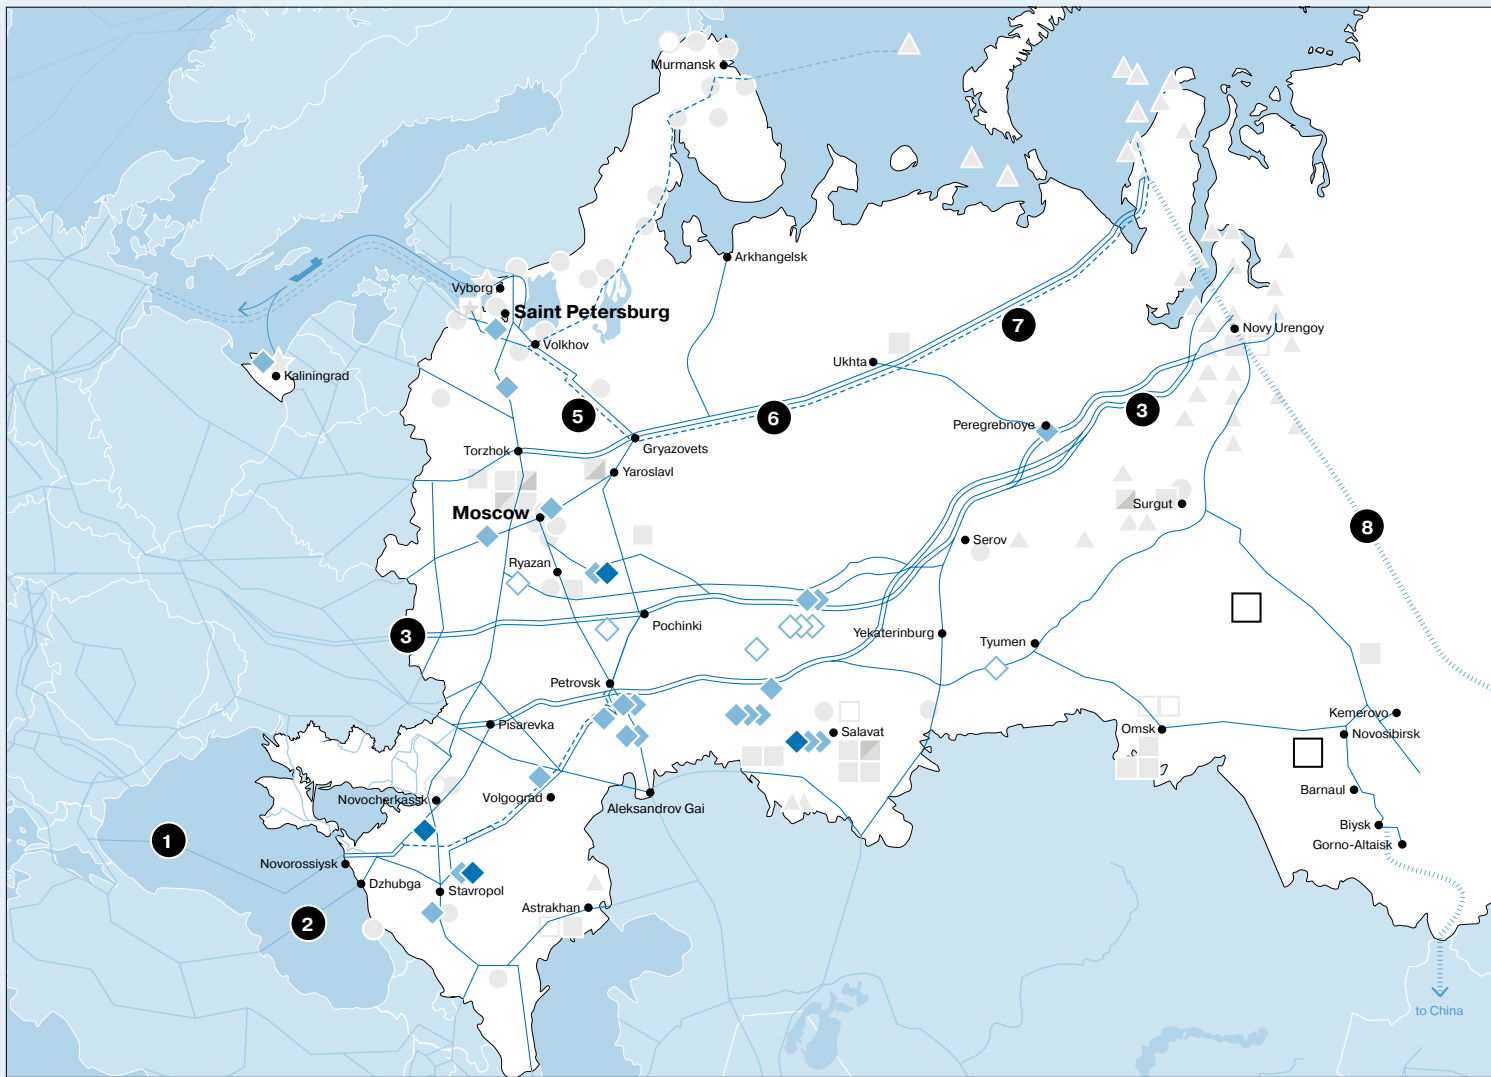 Murmansk
Arkhangelsk
Vyborg
Saint Petersburg
Volkhov
Kaliningrad
7
Novy Urengoy
Ukhta
5
6
3
Peregrebnoye
Torzhok
Gryazovets
Yaroslavl
Moscow
Surgut
8
Serov
Ryazan
3
Pochinki
Yekaterinburg
Tyumen
Petrovsk
Pisarevka
Salavat
Omsk
Kemerovo
Novosibirsk
Novocherkassk
Volgograd
Aleksandrov Gai
Barnaul
Biysk
Gorno-Altaisk
1
Novorossiysk
Dzhubga
Stavropol
2
Astrakhan
to China